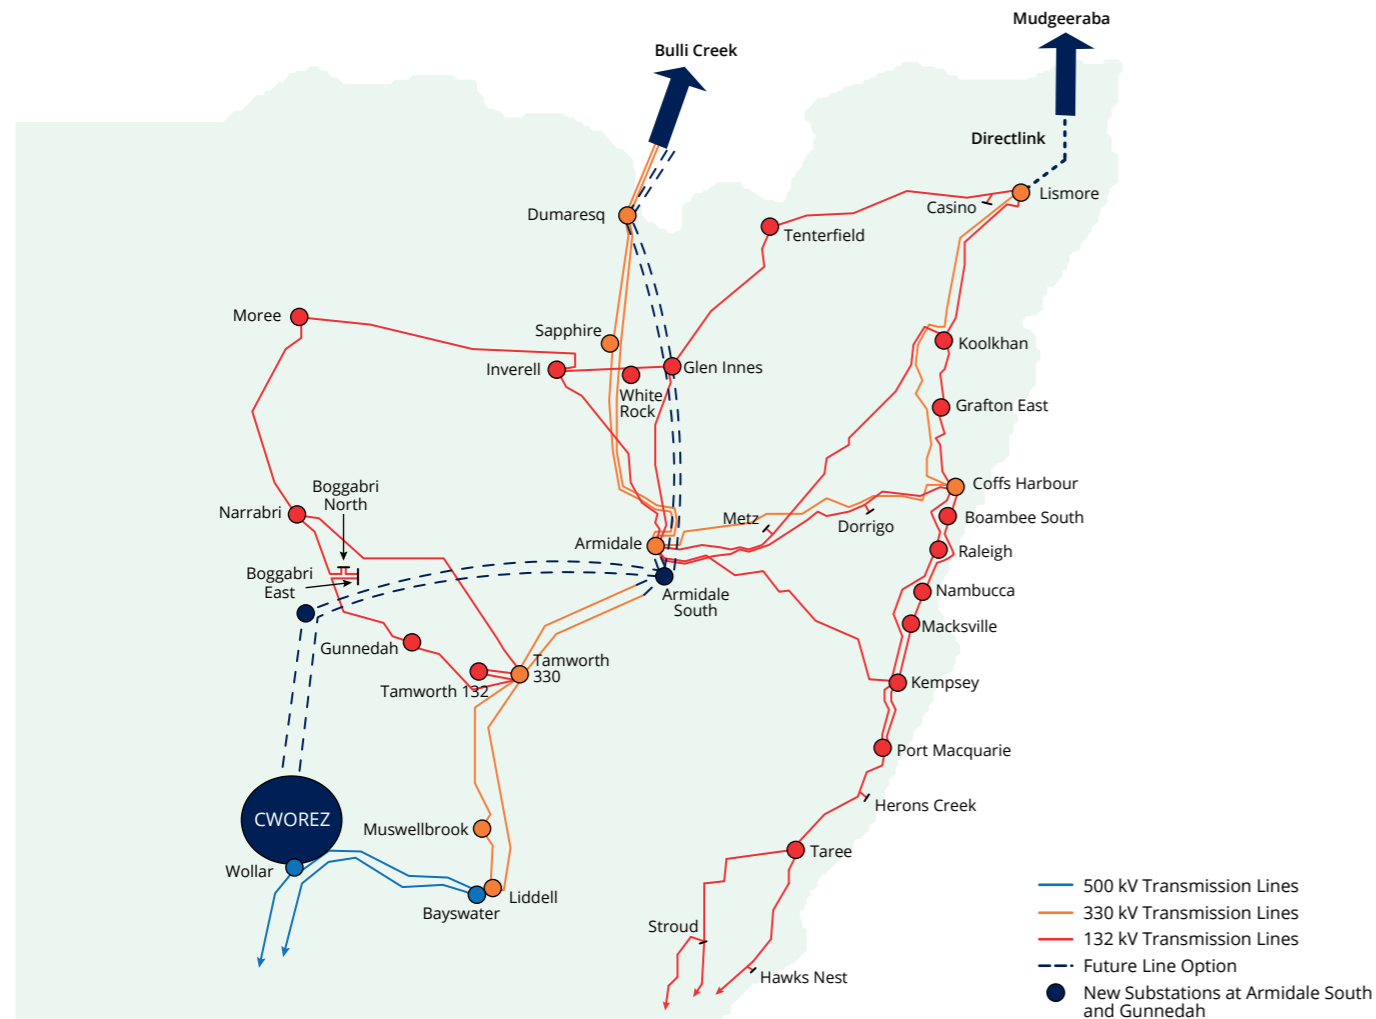 Mudgeeraba
Bulli Creek
Directlink
Lismore
Casino
Dumaresq
Tenterfield
Moree
Sapphire
Koolkhan
Inverell
Glen Innes
White
Rock
Grafton East
Boggabri
North
Coffs Harbour
Narrabri
Metz
Dorrigo
Boambee South
Armidale
Raleigh
Boggabri
East
Armidale
South
Nambucca
Macksville
Gunnedah
Tamworth
330
Tamworth 132
Kempsey
Port Macquarie
Herons Creek
CWOREZ
Muswellbrook
Taree
Wollar
Liddell
Bayswater
Stroud
Hawks Nest
500 kV Transmission Lines
330 kV Transmission Lines
132 kV Transmission Lines
Future Line Option
New Substations at Armidale South
and Gunnedah